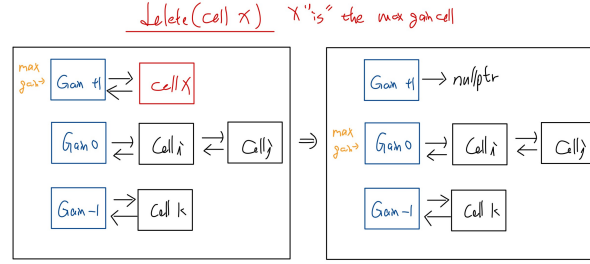 delete(cell X) X "is" the max gain cell
max
gain→
Gain +1
cell X
Gain 0
Cell i
Cell j
Gain -1
Cell k
⇒
Gain +1
nullptr
max
gain→
Gain 0
Cell i
Cell j
Gain -1
Cell k